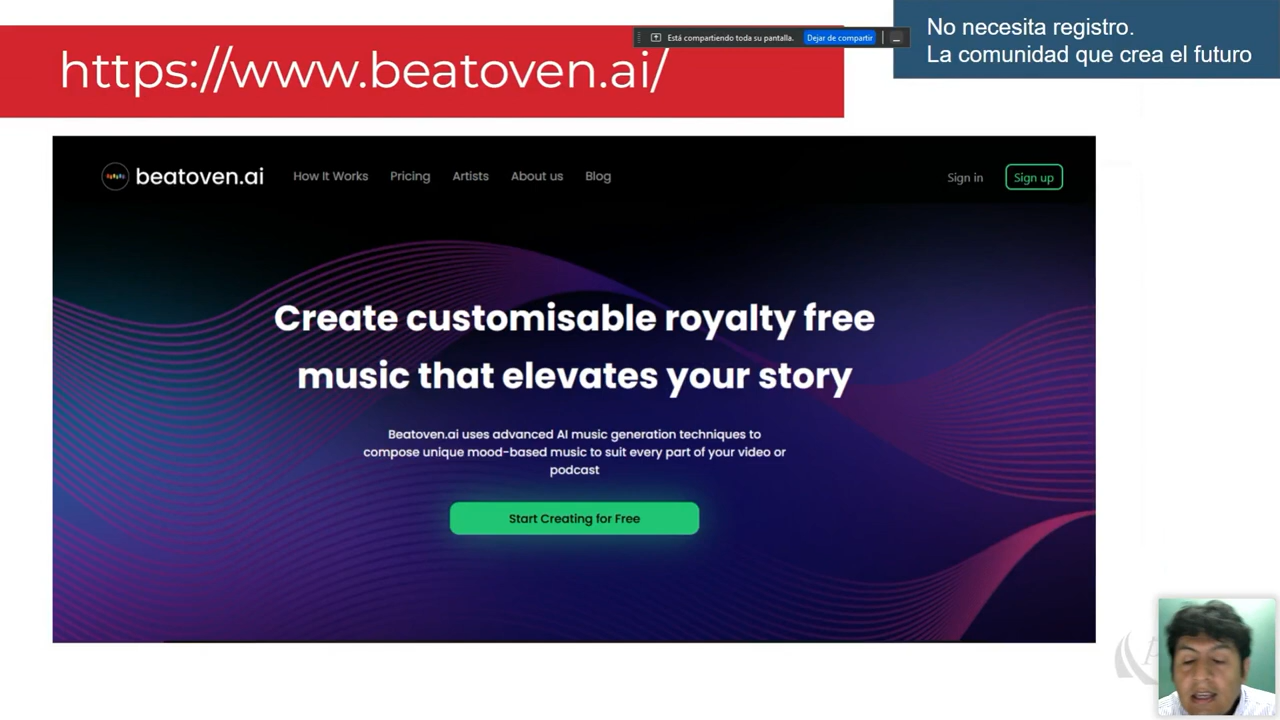 https://www.beatoven.ai/
Está compartiendo toda su pantalla. Dejar de compartir
No necesita registro.
La comunidad que crea el futuro
beatoven.ai How It Works Pricing Artists About us Blog Sign in Sign up
Create customisable royalty free
music that elevates your story
Beatoven.ai uses advanced AI music generation techniques to
compose unique mood-based music to suit every part of your video or
podcast
Start Creating for Free